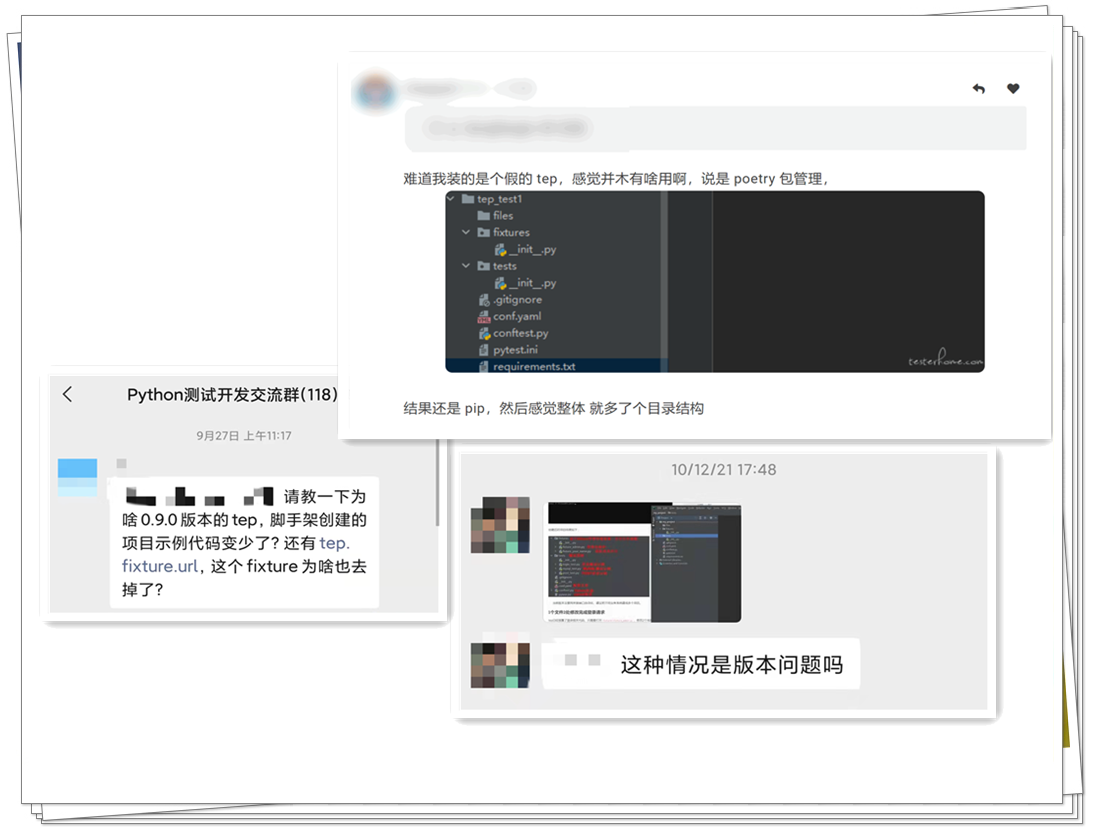 难道我装的是个假的 tep，感觉并木有啥用啊，说是 poetry 包管理，
tep_test1
files
fixtures
__init__.py
tests
__init__.py
.gitignore
conf.yaml
conftest.py
pytest.ini
requirements.txt
testerhome.com
结果还是 pip，然后感觉整体 就多了个目录结构
Python测试开发交流群(118)
9月27日 上午11:17
请教一下为
啥 0.9.0 版本的 tep，脚手架创建的
项目示例代码变少了? 还有 tep.
fixture.url，这个 fixture 为啥也去
掉了?
10/12/21 17:48
这种情况是版本问题吗